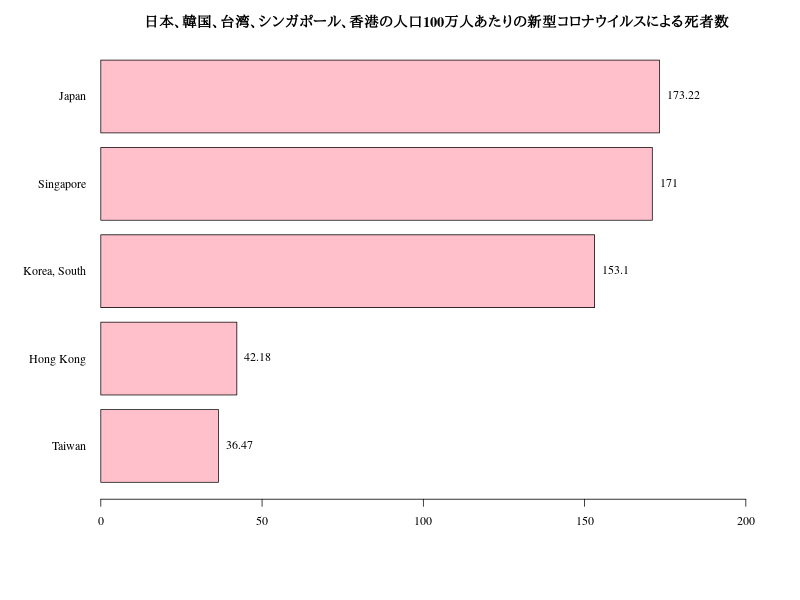 日本、韓国、台湾、シンガポール、香港の人口100万人あたりの新型コロナウイルスによる死者数
Japan
173.22
Singapore
171
Korea, South
153.1
Hong Kong
42.18
Taiwan
36.47
0 50 100 150 200